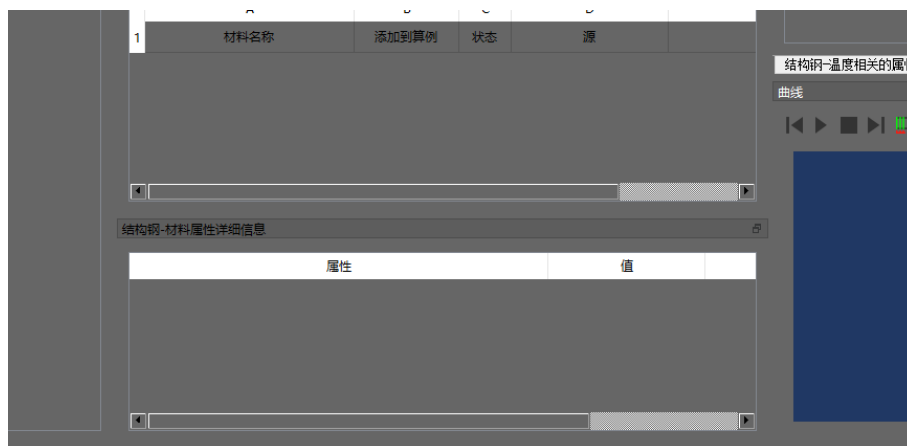 1 材料名称 添加到算例 状态 源
结构钢-温度相关的属
曲线
结构钢-材料属性详细信息
属性 值